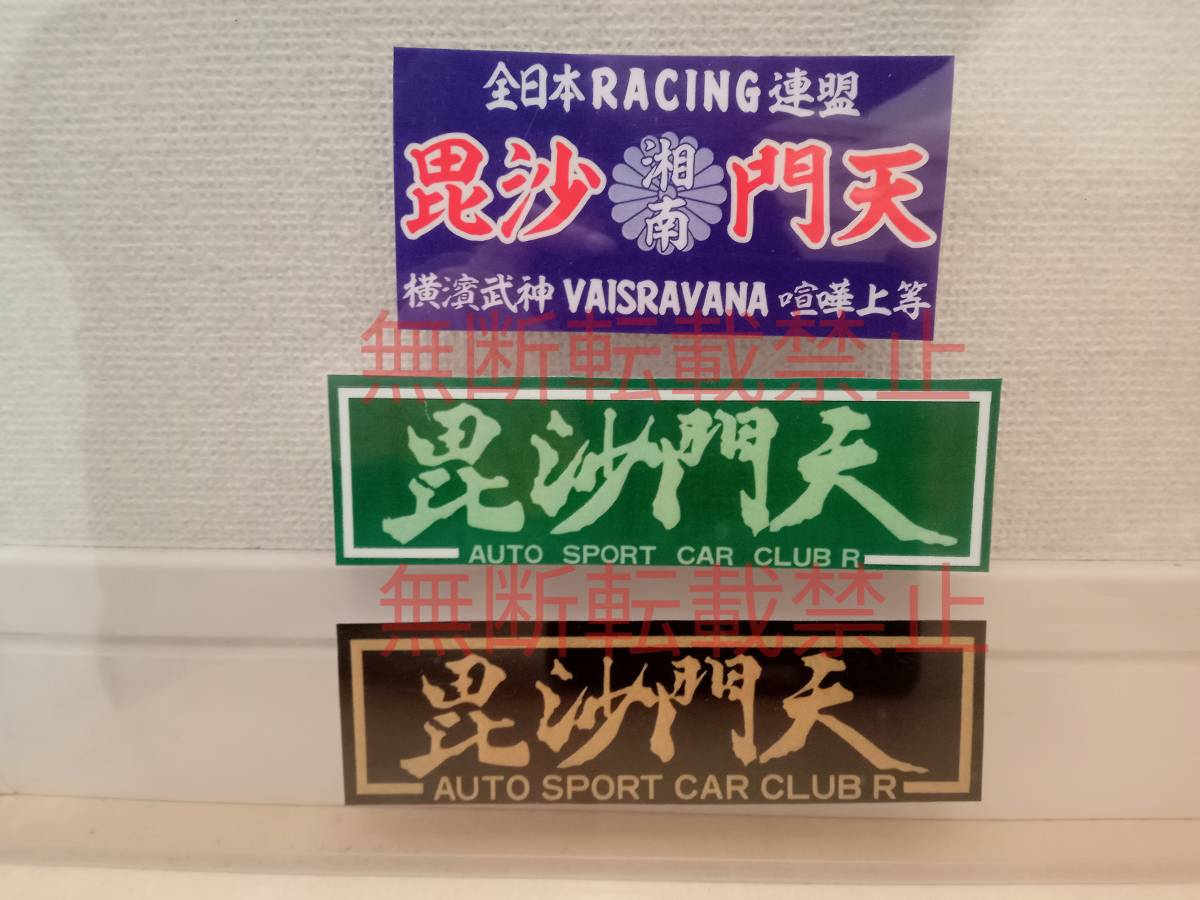 全日本RACING連盟
毘沙湘南門天
横濱武神 VAISRAVANA 喧嘩上等
無断転載禁止
毘沙門天
AUTO SPORT CAR CLUB R
無断転載禁止
毘沙門天
AUTO SPORT CAR CLUB R